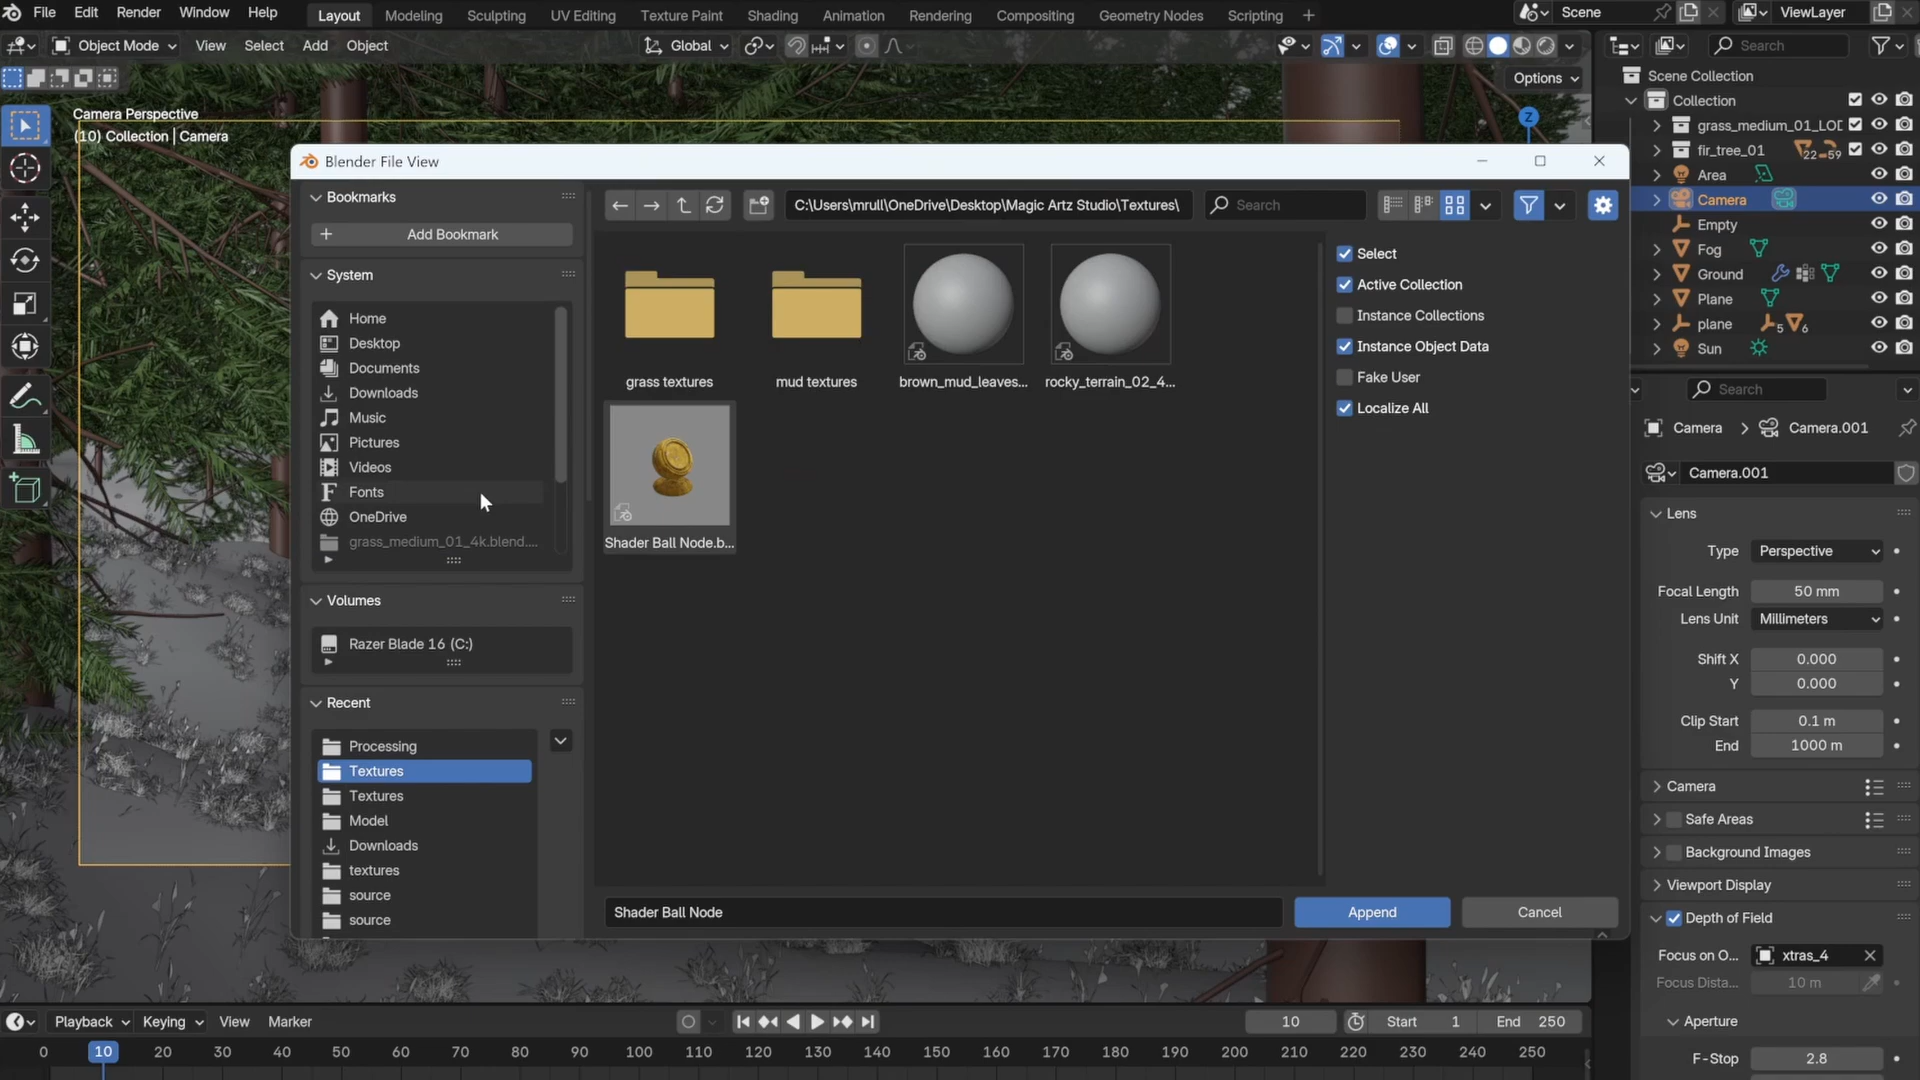 File Edit Render Window Help Layout Modeling Sculpting UV Editing Texture Paint Shading Animation Rendering Compositing Geometry Nodes Scripting + Scene ViewLayer
Object Mode View Select Add Object Global Search
Options
Camera Perspective
(10) Collection | Camera
Z
Scene Collection
Collection
grass_medium_01_LOD
fir_tree_01 22 59
Area
Camera
Empty
Fog
Ground
Plane
plane 5 6
Sun
Blender File View
Bookmarks
+ Add Bookmark
System
Home
Desktop
Documents
Downloads
Music
Pictures
Videos
Fonts
OneDrive
grass_medium_01_4k.blend....
Volumes
Razer Blade 16 (C:)
Recent
Processing
Textures
Textures
Model
Downloads
textures
source
source
C:\Users\mrull\OneDrive\Desktop\Magic Artz Studio\Textures\
Search
grass textures
mud textures
brown_mud_leaves...
rocky_terrain_02_4...
Shader Ball Node.b...
Select
Active Collection
Instance Collections
Instance Object Data
Fake User
Localize All
Shader Ball Node
Append
Cancel
Search
Camera > Camera.001
Camera.001
Lens
Type Perspective
Focal Length 50 mm
Lens Unit Millimeters
Shift X 0.000
Y 0.000
Clip Start 0.1 m
End 1000 m
Camera
Safe Areas
Background Images
Viewport Display
Depth of Field
Focus on O... xtras_4
Focus Dista... 10 m
Aperture
F-Stop 2.8
Playback Keying View Marker 10 Start 1 End 250
0 10 20 30 40 50 60 70 80 90 100 110 120 130 140 150 160 170 180 190 200 210 220 230 240 250